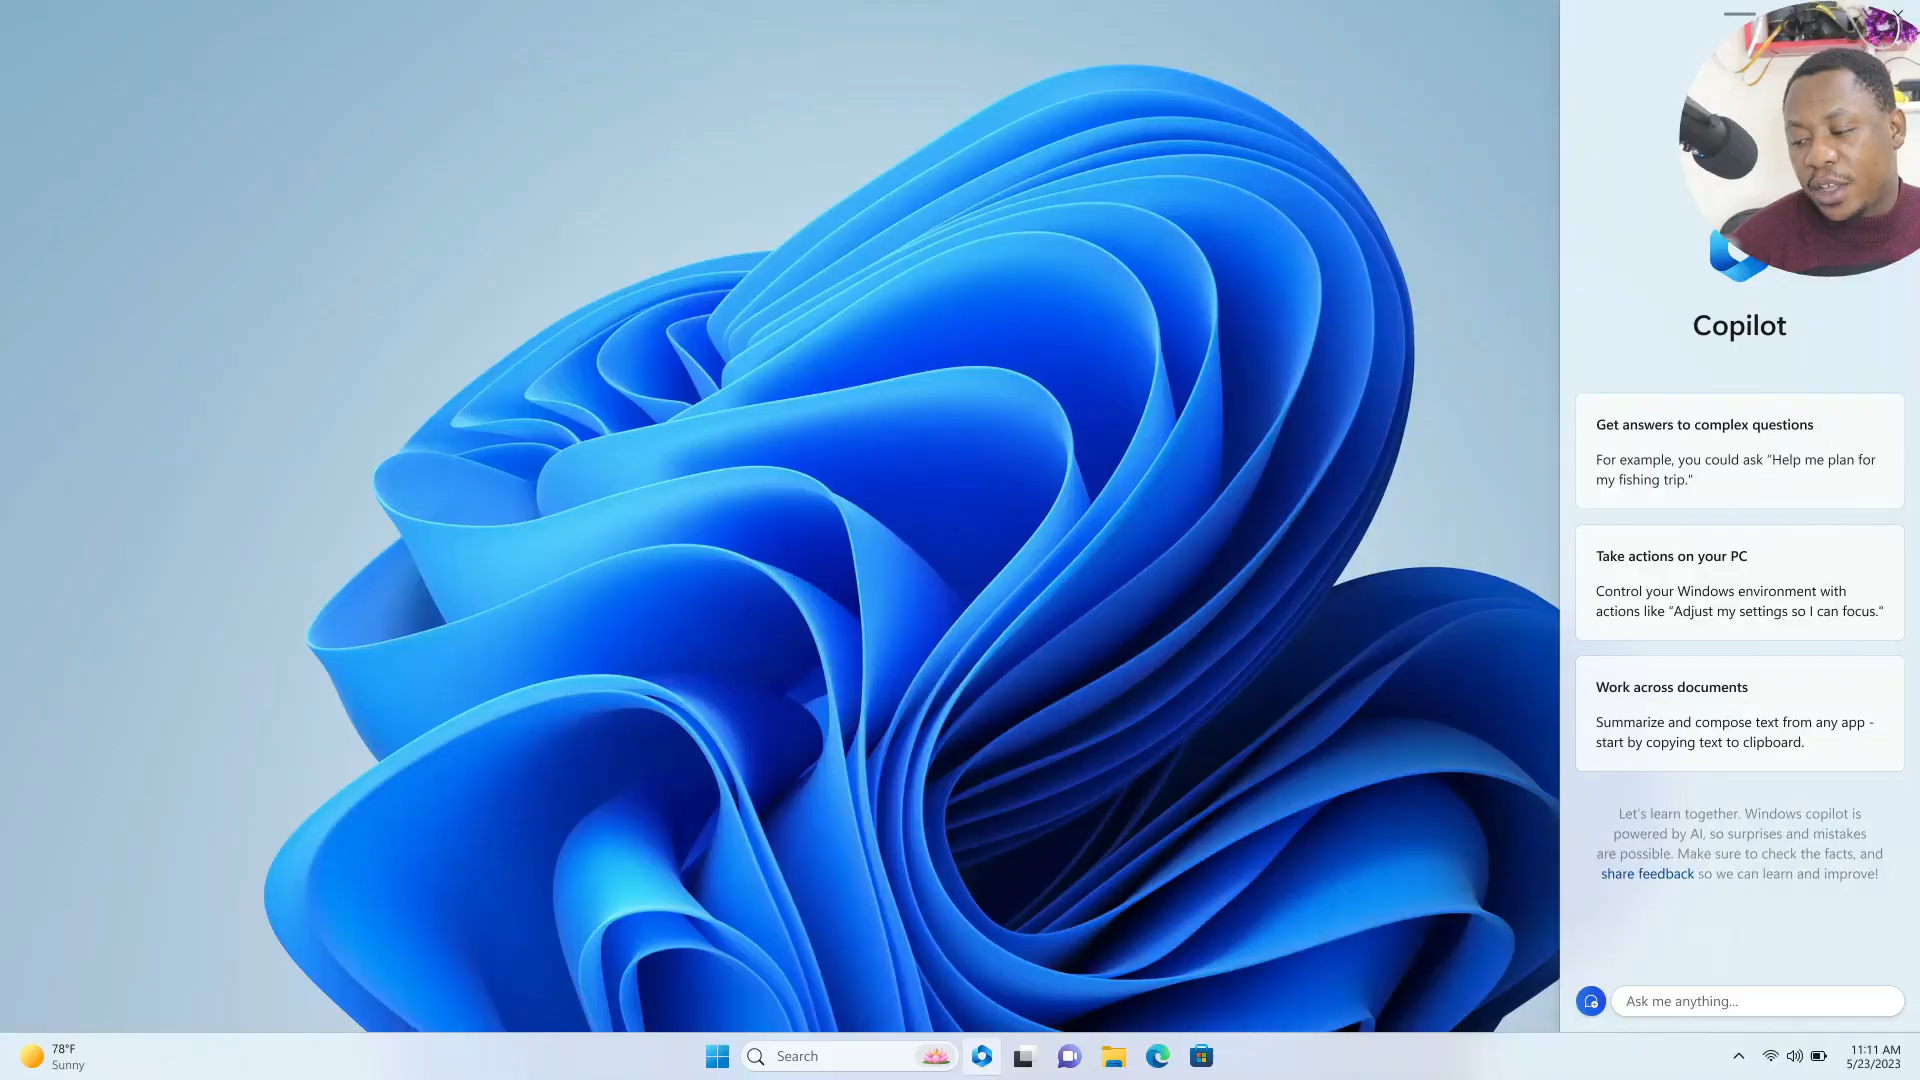 Copilot
Get answers to complex questions
For example, you could ask “Help me plan for
my fishing trip.”
Take actions on your PC
Control your Windows environment with
actions like “Adjust my settings so I can focus.”
Work across documents
Summarize and compose text from any app -
start by copying text to clipboard.
Let’s learn together. Windows copilot is
powered by AI, so surprises and mistakes
are possible. Make sure to check the facts, and
share feedback so we can learn and improve!
Ask me anything...
78°F
Sunny
Search
11:11 AM
5/23/2023